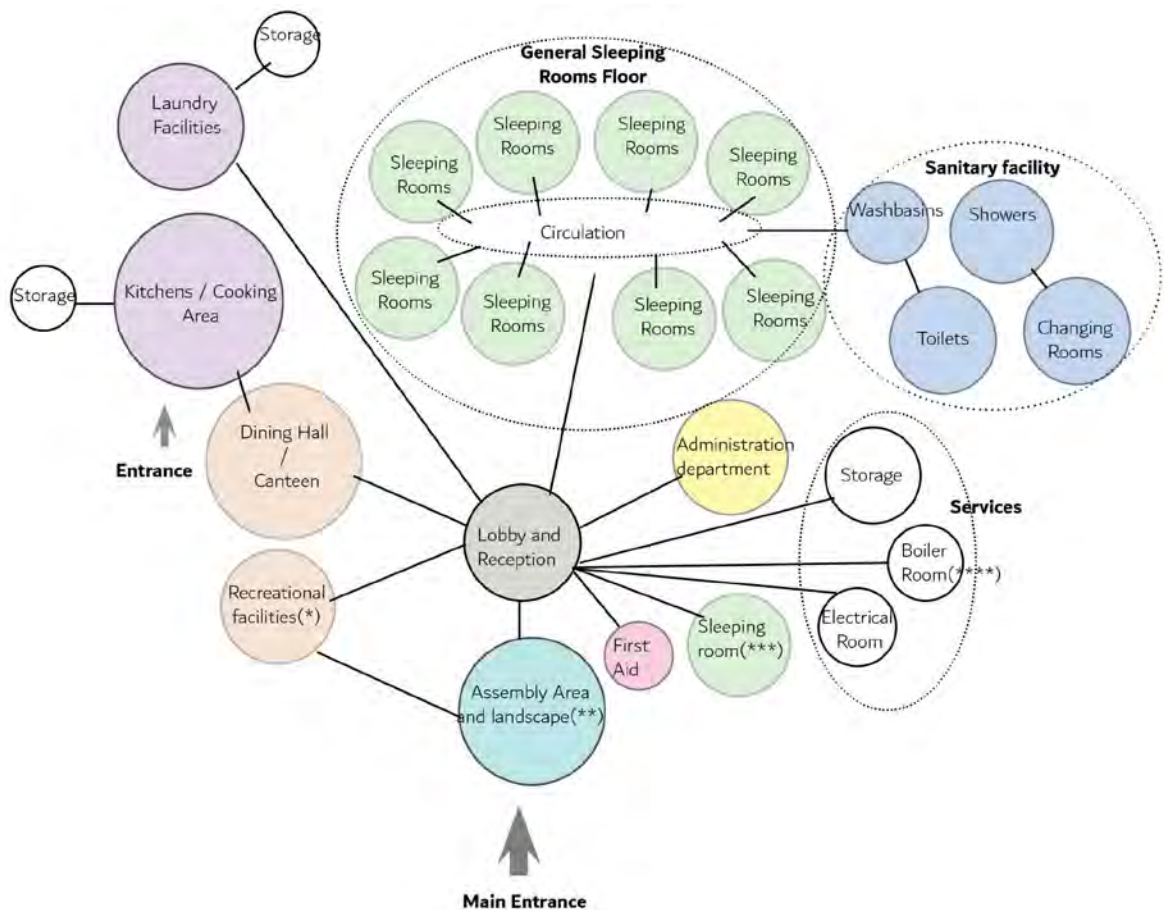 Storage
Laundry
Facilities
General Sleeping
Rooms Floor
Sleeping
Rooms
Sleeping
Rooms
Sleeping
Rooms
Sleeping
Rooms
Circulation
Sleeping
Rooms
Sleeping
Rooms
Sleeping
Rooms
Sleeping
Rooms
Sanitary facility
Washbasins
Showers
Toilets
Changing
Rooms
Storage
Kitchens / Cooking
Area
Entrance
Dining Hall
/
Canteen
Administration
department
Lobby and
Reception
Storage
Services
Boiler
Room(****)
Electrical
Room
Recreational
facilities(*)
First
Aid
Sleeping
room(***)
Assembly Area
and landscape(**)
Main Entrance